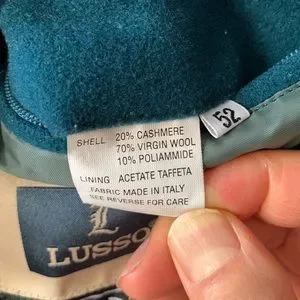 SHELL 20% CASHMERE
70% VIRGIN WOOL
10% POLIAMMIDE
LINING ACETATE TAFFETA
FABRIC MADE IN ITALY
SEE REVERSE FOR CARE
52
L
LUSSO